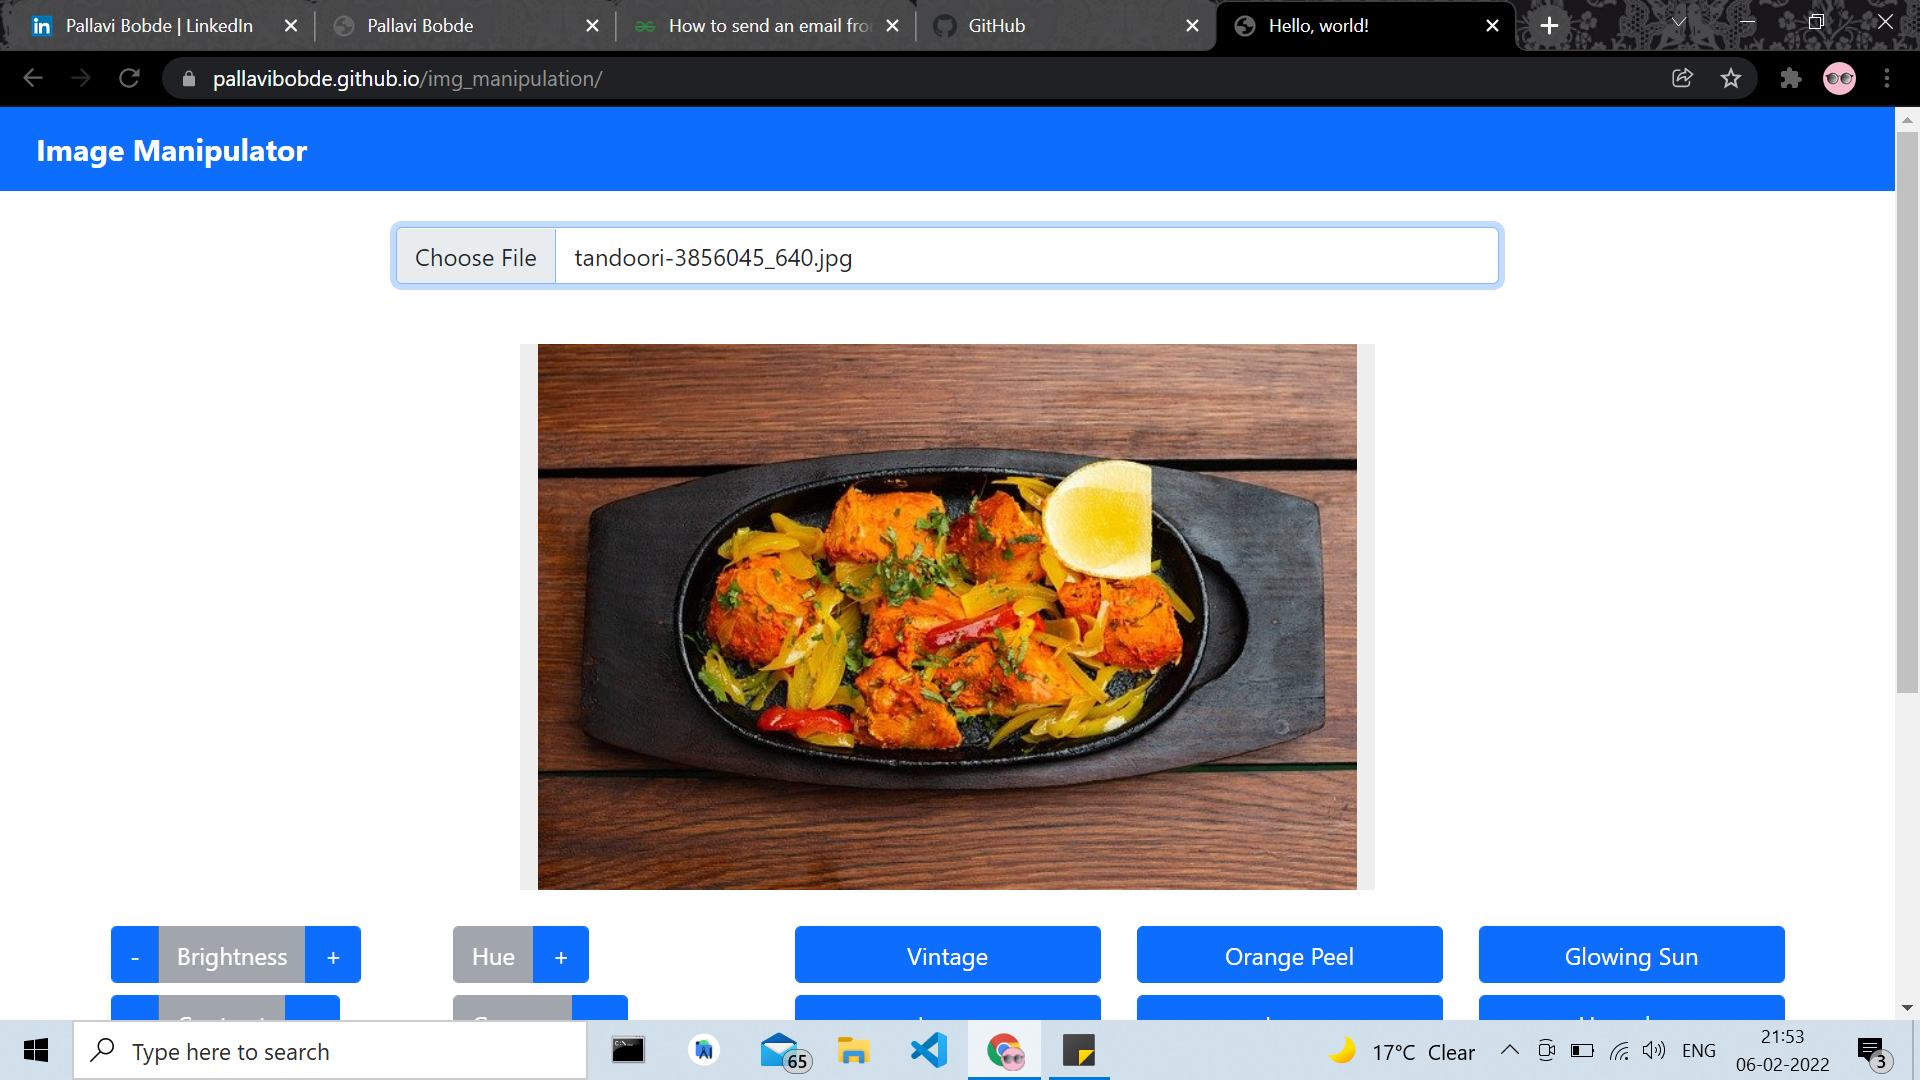 Pallavi Bobde | LinkedIn
Pallavi Bobde
How to send an email fro
GitHub
Hello, world!
pallavibobde.github.io/img_manipulation/
Image Manipulator
Choose File
tandoori-3856045_640.jpg
- Brightness +
Hue +
Vintage
Orange Peel
Glowing Sun
Type here to search
65
17°C Clear
ENG
21:53
06-02-2022
3